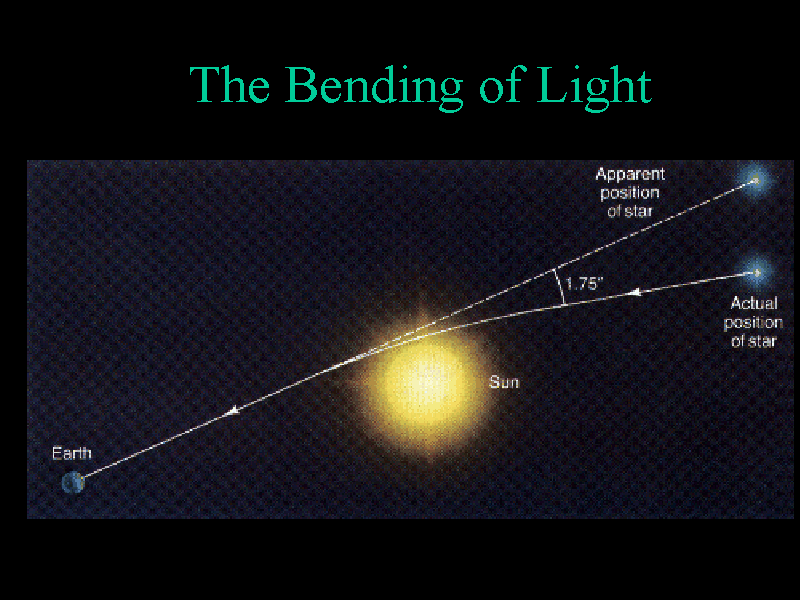 The Bending of Light
Apparent
position
of star
1.75"
Actual
position
of star
Sun
Earth